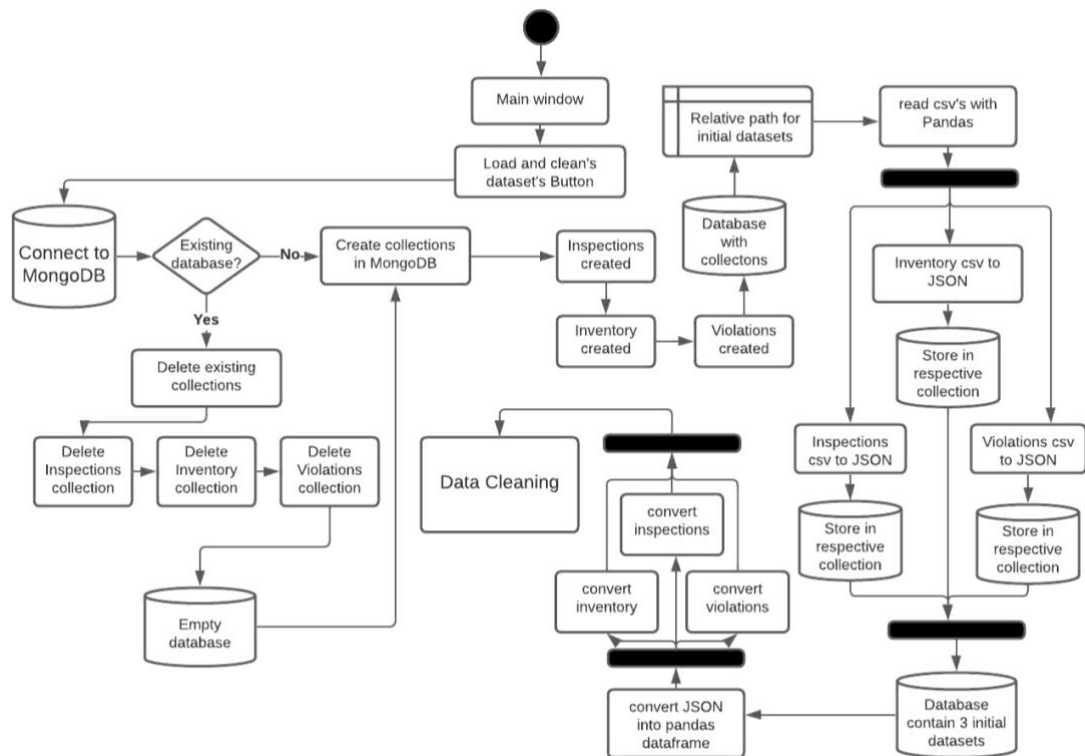 Main window
Load and clean's
dataset's Button
Connect to
MongoDB
Existing
database?
No
Yes
Create collections
in MongoDB
Delete existing
collections
Delete
Inspections
collection
Delete
Inventory
collection
Delete
Violations
collection
Empty
database
Inspections
created
Inventory
created
Violations
created
Database
with
collectons
Relative path for
initial datasets
read csv's with
Pandas
Inventory csv to
JSON
Store in
respective
collection
Inspections
csv to JSON
Store in
respective
collection
Violations csv
to JSON
Store in
respective
collection
Database
contain 3 initial
datasets
convert JSON
into pandas
dataframe
convert
inventory
convert
inspections
convert
violations
Data Cleaning